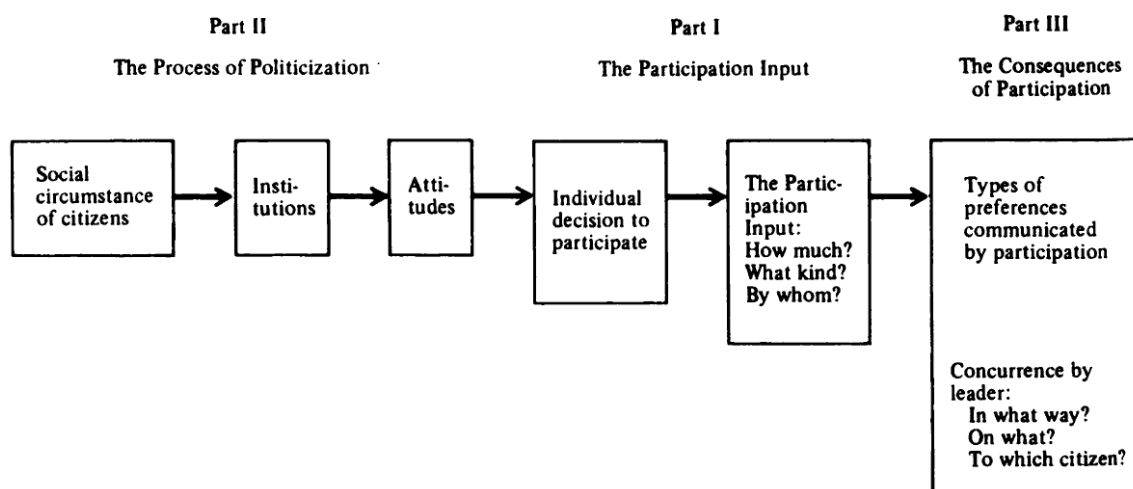 Part II
The Process of Politicization
Part I
The Participation Input
Part III
The Consequences
of Participation
Social
circumstance
of citizens
Insti-
tutions
Atti-
tudes
Individual
decision to
participate
The Partic-
ipation
Input:
How much?
What kind?
By whom?
Types of
preferences
communicated
by participation
Concurrence by
leader:
In what way?
On what?
To which citizen?